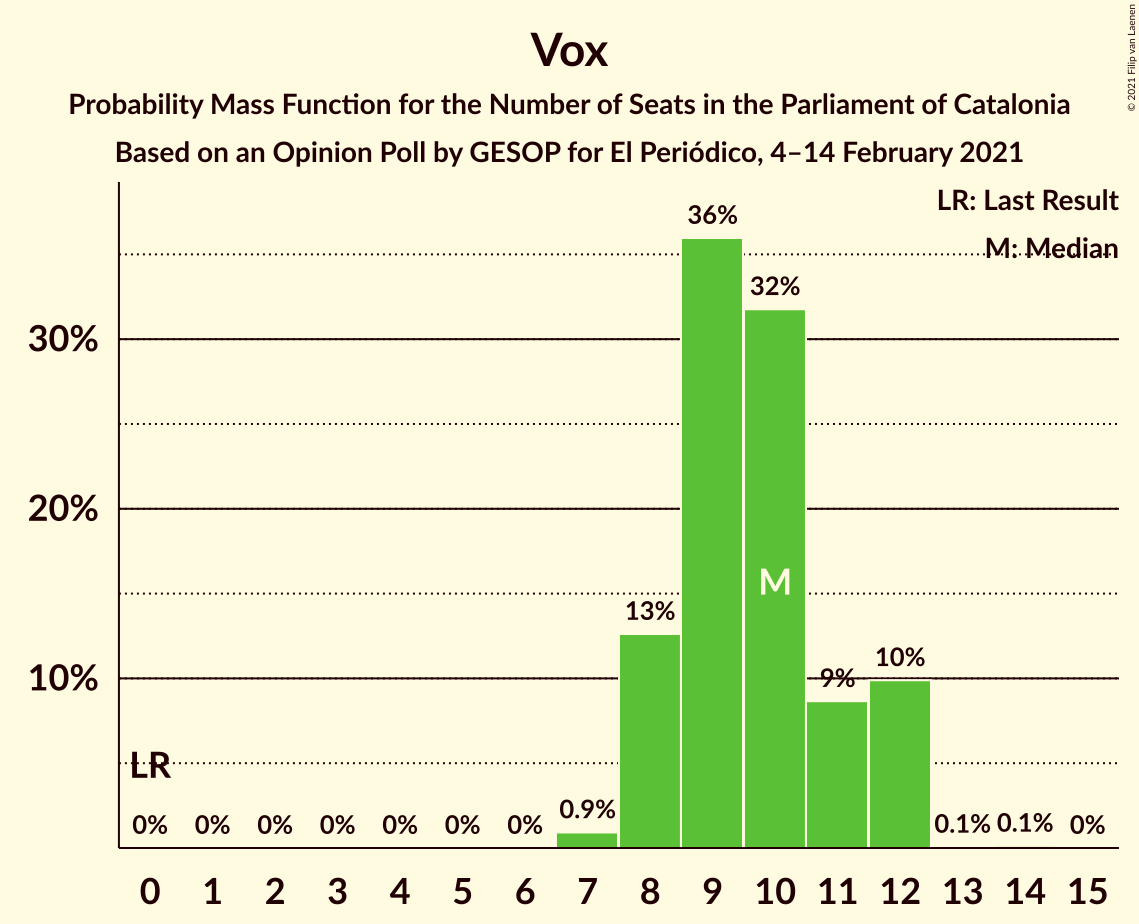 Vox
Probability Mass Function for the Number of Seats in the Parliament of Catalonia
Based on an Opinion Poll by GESOP for El Periódico, 4–14 February 2021
© 2021 Filip van Laenen
LR: Last Result
M: Median
36%
32%
30%
20%
M
13%
10%
10%
9%
LR
0% 0% 0% 0% 0% 0% 0% 0.9% 0.1% 0.1% 0%
0 1 2 3 4 5 6 7 8 9 10 11 12 13 14 15